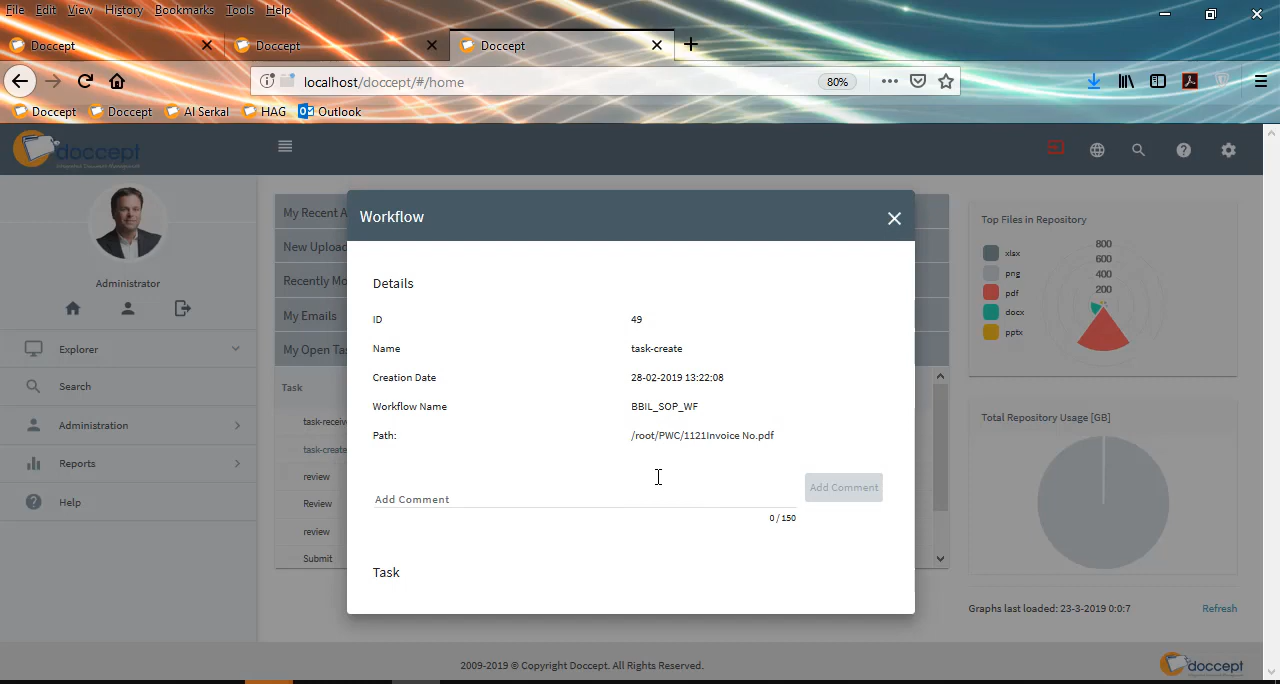 File Edit View History Bookmarks Tools Help
Doccept Doccept Doccept
localhost/doccept/#/home 80%
Doccept Doccept Al Serkal HAG Outlook
doccept
Administrator
Explorer
Search
Administration
Reports
Help
My Recent A
New Upload
Recently Mo
My Emails
My Open Tas
Task
task-receiv
task-create
review
Review
review
Submit
Workflow
Details
ID 49
Name task-create
Creation Date 28-02-2019 13:22:08
Workflow Name BBIL_SOP_WF
Path: /root/PWC/1121Invoice No.pdf
Add Comment Add Comment
0 / 150
Task
Top Files in Repository
xlsx
png
pdf
docx
pptx
800
600
400
200
Total Repository Usage [GB]
Graphs last loaded: 23-3-2019 0:0:7 Refresh
2009-2019 © Copyright Doccept. All Rights Reserved.
doccept